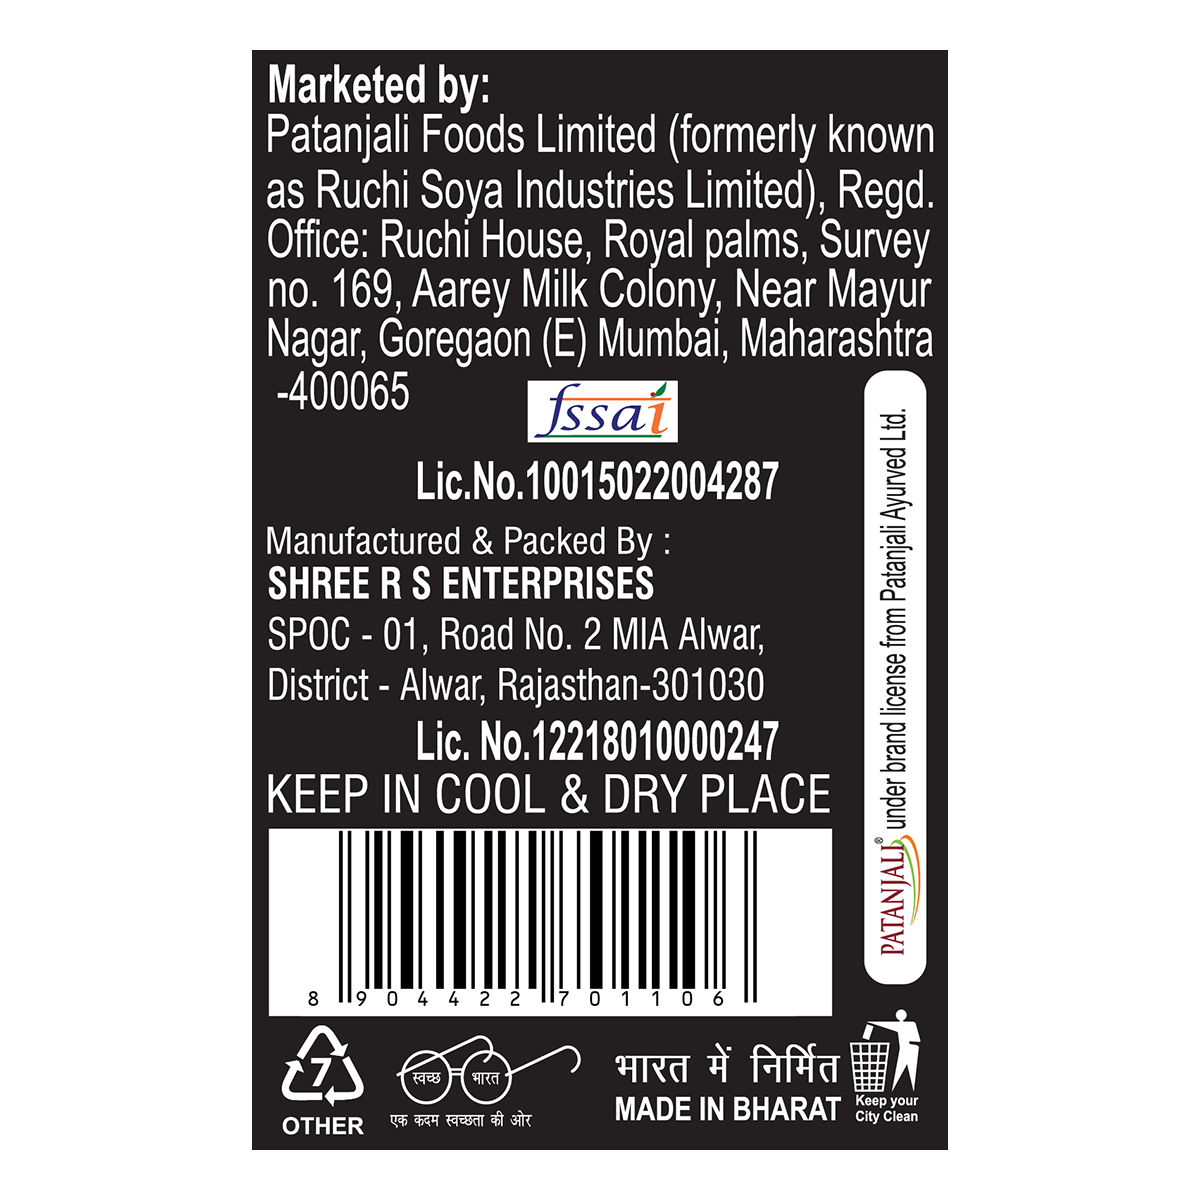 Marketed by:
Patanjali Foods Limited (formerly known
as Ruchi Soya Industries Limited), Regd.
Office: Ruchi House, Royal palms, Survey
no. 169, Aarey Milk Colony, Near Mayur
Nagar, Goregaon (E) Mumbai, Maharashtra
-400065
fssai
Lic.No.10015022004287
Manufactured & Packed By :
SHREE R S ENTERPRISES
SPOC - 01, Road No. 2 MIA Alwar,
District - Alwar, Rajasthan-301030
Lic. No.12218010000247
KEEP IN COOL & DRY PLACE
PATANJALI® under brand license from Patanjali Ayurved Ltd.
8 904422 701106
7
OTHER
स्वच्छ भारत
एक कदम स्वच्छता की ओर
भारत में निर्मित
MADE IN BHARAT
Keep your
City Clean